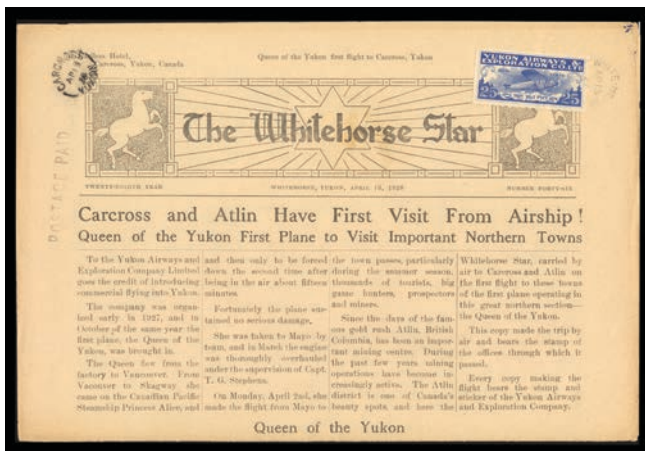 Hotel,
Carcross, Yukon, Canada
Queen of the Yukon first flight to Carcross, Yukon
CARCROSS
YUKON AIRWAYS &
EXPLORATION CO. LTD
25 25
POSTAGE PAID
The Whitehorse Star
TWENTY-EIGHTH YEAR
WHITEHORSE, YUKON, APRIL 13, 1928
NUMBER FORTY-SIX
Carcross and Atlin Have First Visit From Airship!
Queen of the Yukon First Plane to Visit Important Northern Towns
To the Yukon Airways and
Exploration Company Limited
goes the credit of introducing
commercial flying into Yukon.
The company was organ-
ized early in 1927, and in
October of the same year the
first plane, the Queen of the
Yukon, was brought in.
The Queen flew from the
factory to Vancouver. From
Vacouver to Skagway she
came on the Canadian Pacific
Steamship Princess Alice, and
and then only to be forced
down the second time after
being in the air about fifteen
minutes.
Fortunately the plane sus-
tained no serious damage.
She was taken to Mayo by
team, and in March the engine
was thoroughly overhauled
under the supervision of Capt.
T. G. Stephens.
On Monday, April 2nd, she
made the flight from Mayo to
the town passes, particularly
during the summer season,
thousands of tourists, big
game hunters, prospectors
and miners.
Since the days of the fam-
ous gold rush Atlin, British
Columbia, has been an impor-
tant mining centre. During
the past few years mining
operations have become in-
creasingly active. The Atlin
district is one of Canada's
beauty spots, and here the
Whitehorse Star, carried by
air to Carcross and Atlin on
the first flight to these towns
of the first plane operating in
this great northern section—
the Queen of the Yukon.
This copy made the trip by
air and bears the stamp of
the offices through which it
passed.
Every copy making the
flight bears the stamp and
sticker of the Yukon Airways
and Exploration Company.
Queen of the Yukon